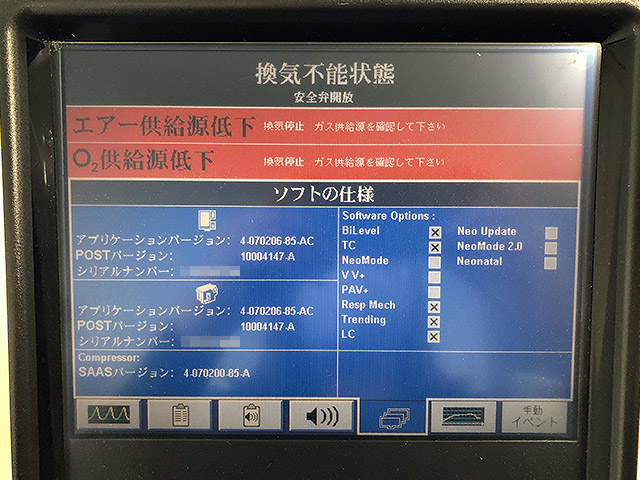 換気不能状態
安全弁開放
エアー供給源低下 換気停止 ガス供給源を確認して下さい
O₂供給源低下 換気停止 ガス供給源を確認して下さい
ソフトの仕様
アプリケーションバージョン: 4-070206-85-AC
POSTバージョン: 10004147-A
シリアルナンバー:
アプリケーションバージョン: 4-070206-85-AC
POSTバージョン: 10004147-A
シリアルナンバー:
Compressor:
SAASバージョン: 4-070200-85-A
Software Options :
BiLevel Neo Update
TC NeoMode 2.0
NeoMode Neonatal
V V+
PAV+
Resp Mech
Trending
LC
手動
イベント